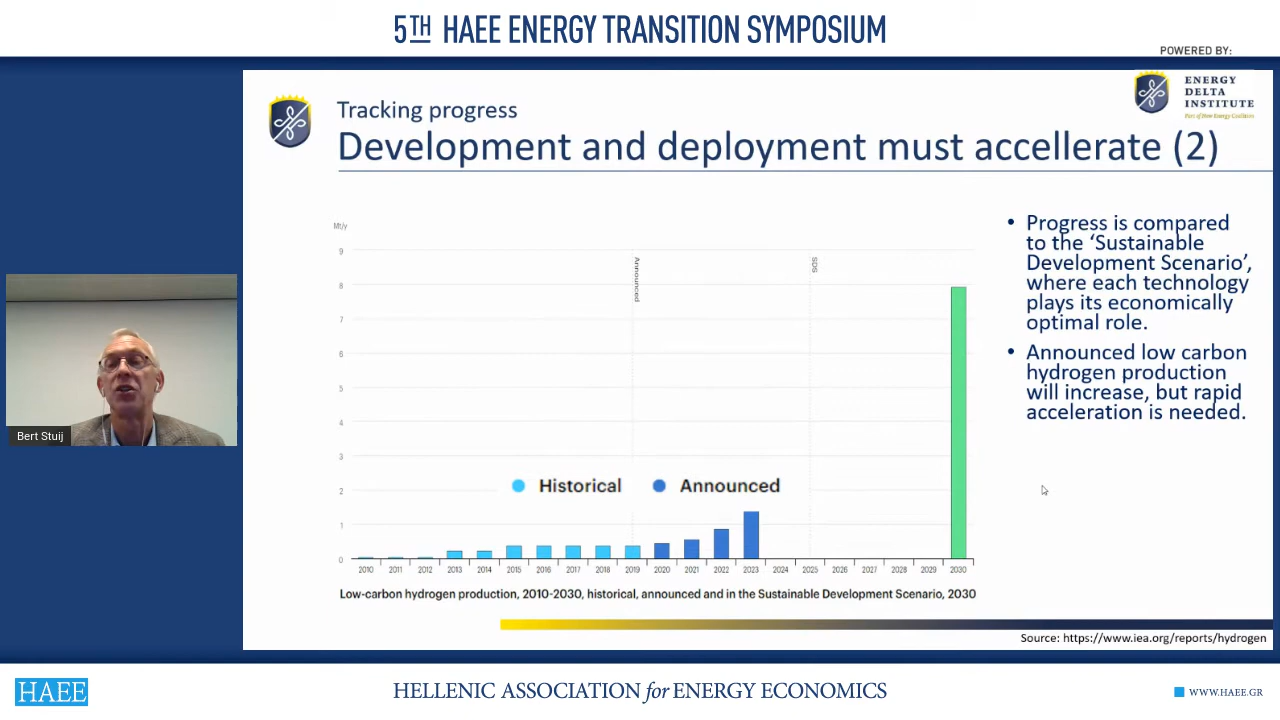 5TH HAEE ENERGY TRANSITION SYMPOSIUM
POWERED BY:
ENERGY
DELTA
INSTITUTE
Part of New Energy Coalition
Tracking progress
Development and deployment must accellerate (2)
Mt/y
9
8
7
6
5
4
3
2
1
0
Announced
SDS
Historical
Announced
2010 2011 2012 2013 2014 2015 2016 2017 2018 2019 2020 2021 2022 2023 2024 2025 2026 2027 2028 2029 2030
Low-carbon hydrogen production, 2010-2030, historical, announced and in the Sustainable Development Scenario, 2030
• Progress is compared
to the ‘Sustainable
Development Scenario’,
where each technology
plays its economically
optimal role.
• Announced low carbon
hydrogen production
will increase, but rapid
acceleration is needed.
Source: https://www.iea.org/reports/hydrogen
Bert Stuij
HAEE
HELLENIC ASSOCIATION for ENERGY ECONOMICS
WWW.HAEE.GR